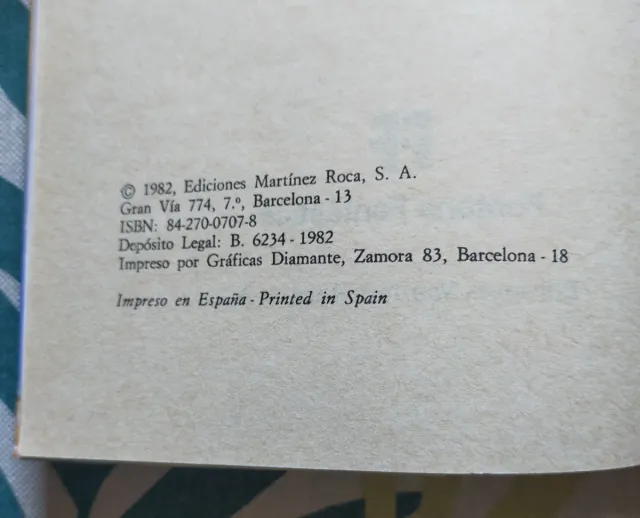 © 1982, Ediciones Martínez Roca, S. A.
Gran Vía 774, 7.º, Barcelona - 13
ISBN: 84-270-0707-8
Depósito Legal: B. 6234 - 1982
Impreso por Gráficas Diamante, Zamora 83, Barcelona - 18
Impreso en España - Printed in Spain